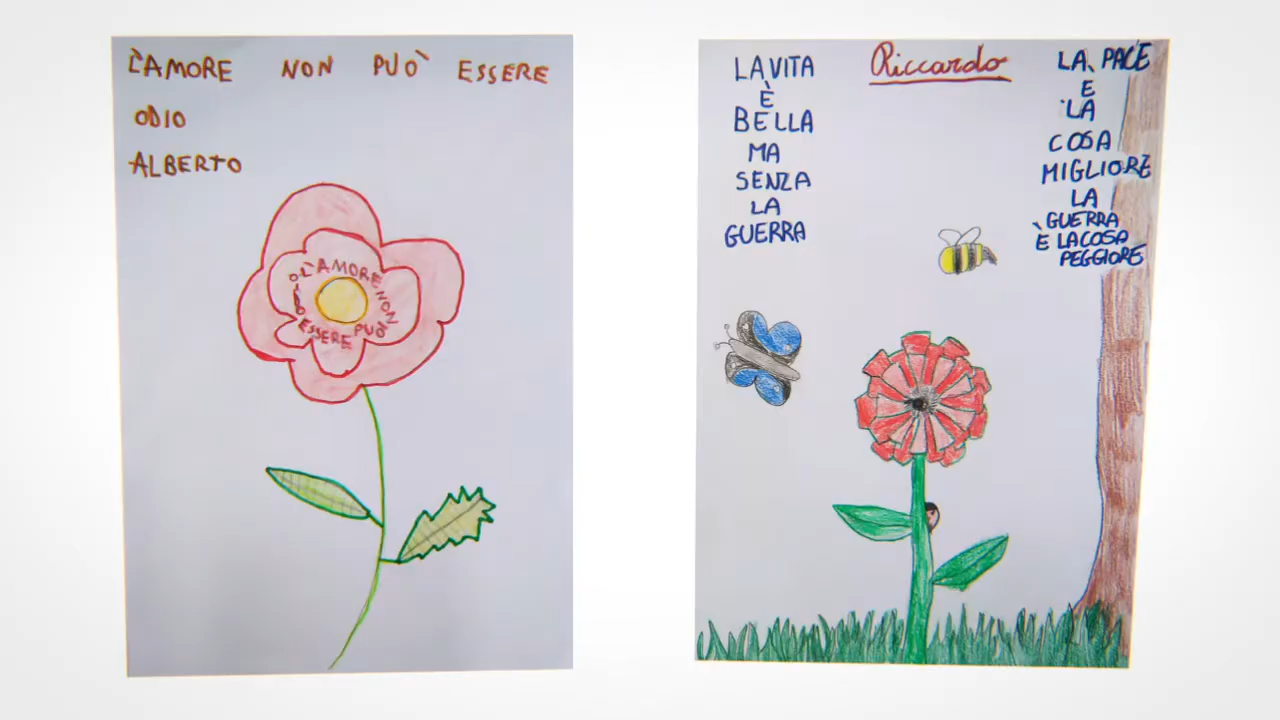 L'AMORE NON PUÒ ESSERE
ODIO
ALBERTO
L'AMORE NON PUÒ ESSERE ODIO
Riccardo
LA VITA
È
BELLA
MA
SENZA
LA
GUERRA
LA PACE
E
LA
COSA
MIGLIORE
LA
GUERRA
È LA COSA
PEGGIORE